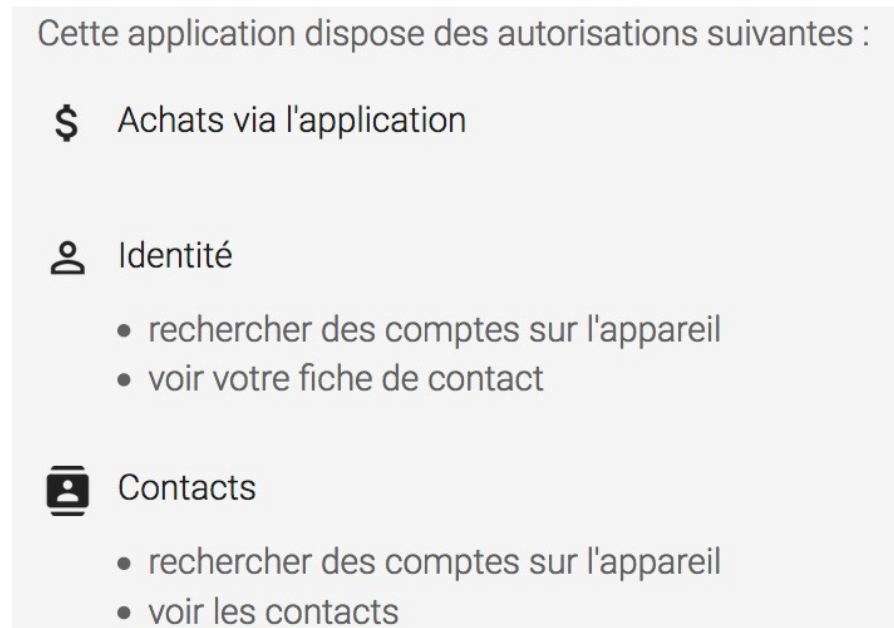 Cette application dispose des autorisations suivantes :
$ Achats via l'application
Identité
• rechercher des comptes sur l'appareil
• voir votre fiche de contact
Contacts
• rechercher des comptes sur l'appareil
• voir les contacts